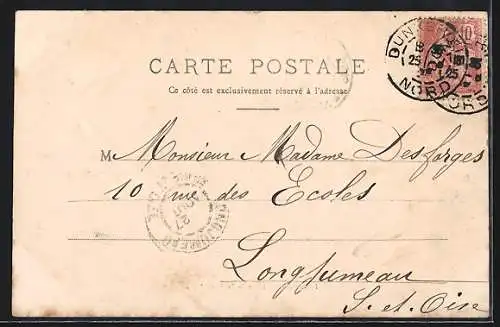 DUNKERQUE
NORD
10
CARTE POSTALE
Ce côté est exclusivement réservé à l'adresse
M Monsieur Madame Desforges
10 rue des Ecoles
Longjumeau
S. et. Oise